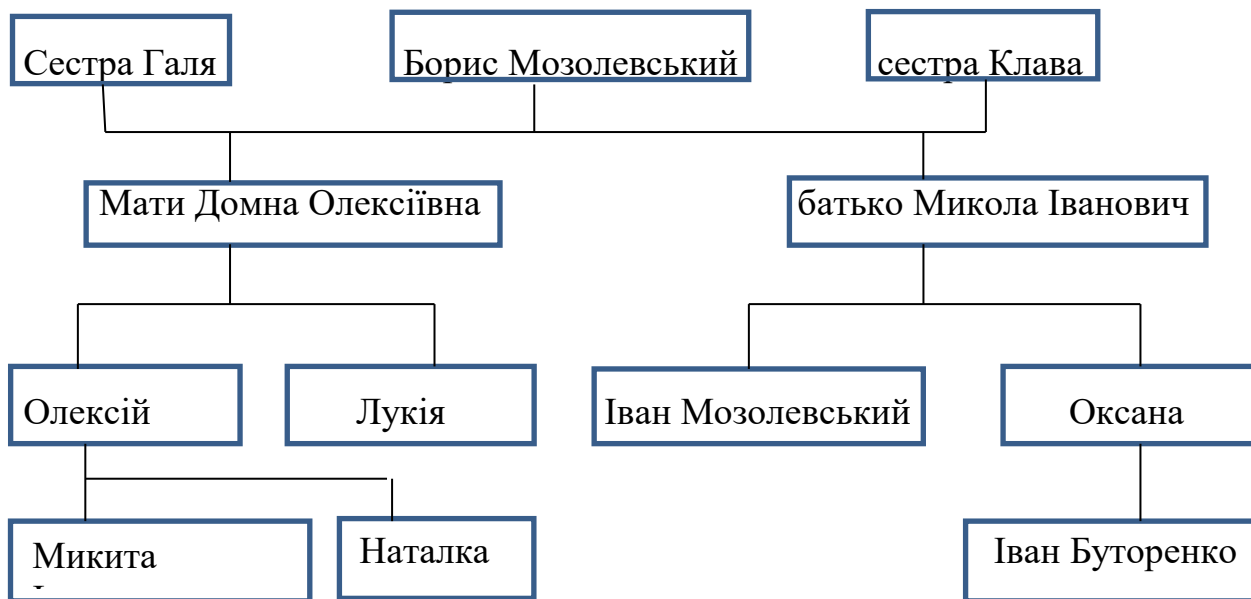 Сестра Галя
Борис Мозолевський
сестра Клава
Мати Домна Олексіївна
батько Микола Іванович
Олексій
Лукія
Іван Мозолевський
Оксана
Микита
Наталка
Іван Буторенко